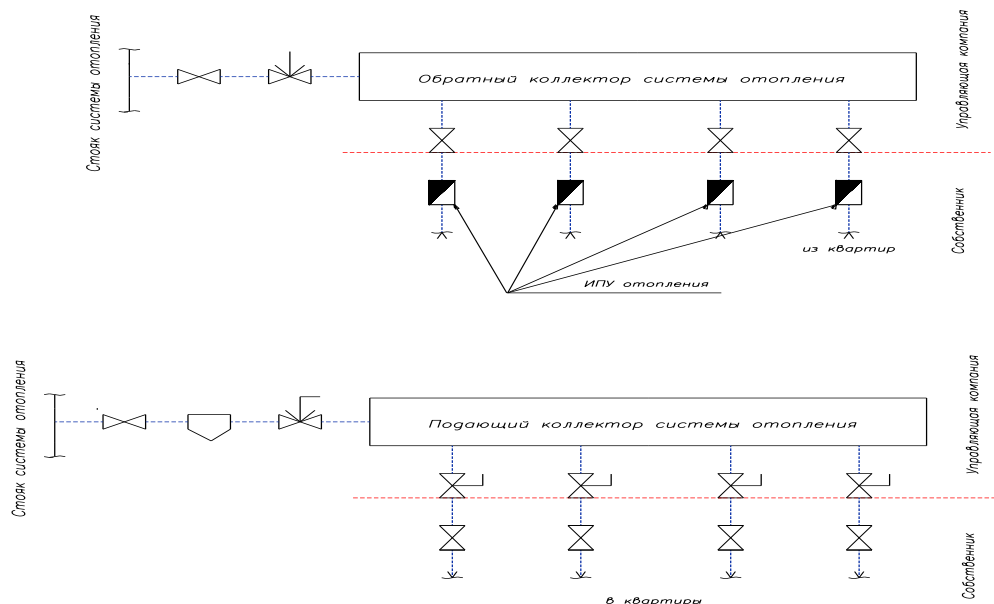 Стояк системы отопления
Обратный коллектор системы отопления
Управляющая компания
Собственник
из квартир
ИПУ отопления
Стояк системы отопления
Подающий коллектор системы отопления
Управляющая компания
Собственник
в квартиры